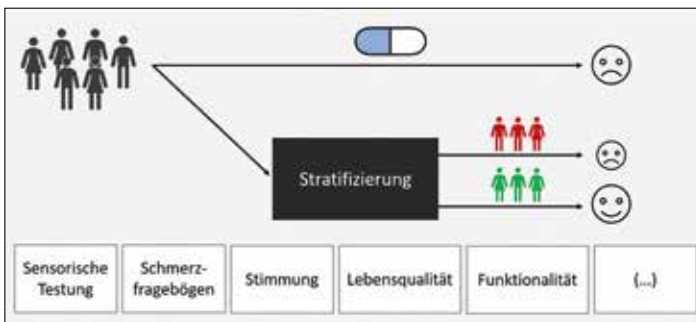 Stratifizierung
Sensorische
Testung
Schmerz-
fragebögen
Stimmung
Lebensqualität
Funktionalität
(...)